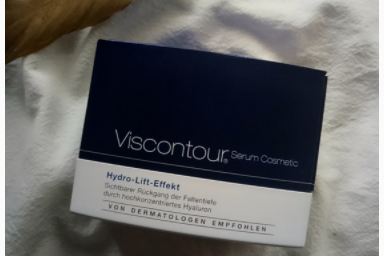 Viscontour® Serum Cosmetic
Hydro-Lift-Effekt
Sichtbarer Rückgang der Faltentiefe
durch hochkonzentriertes Hyaluron
VON DERMATOLOGEN EMPFOHLEN